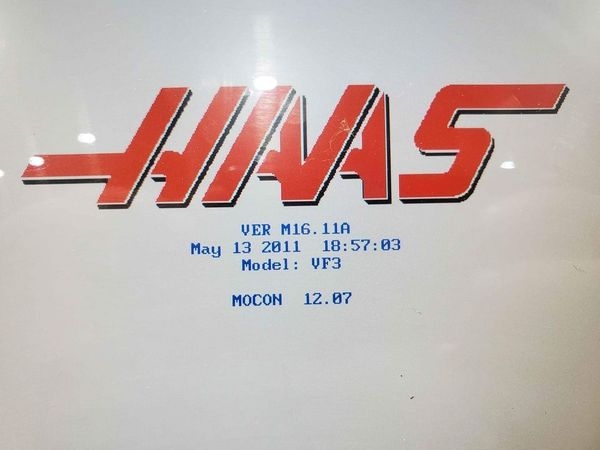 HAAS
VER M16.11A
May 13 2011  18:57:03
Model: VF3
MOCON  12.07